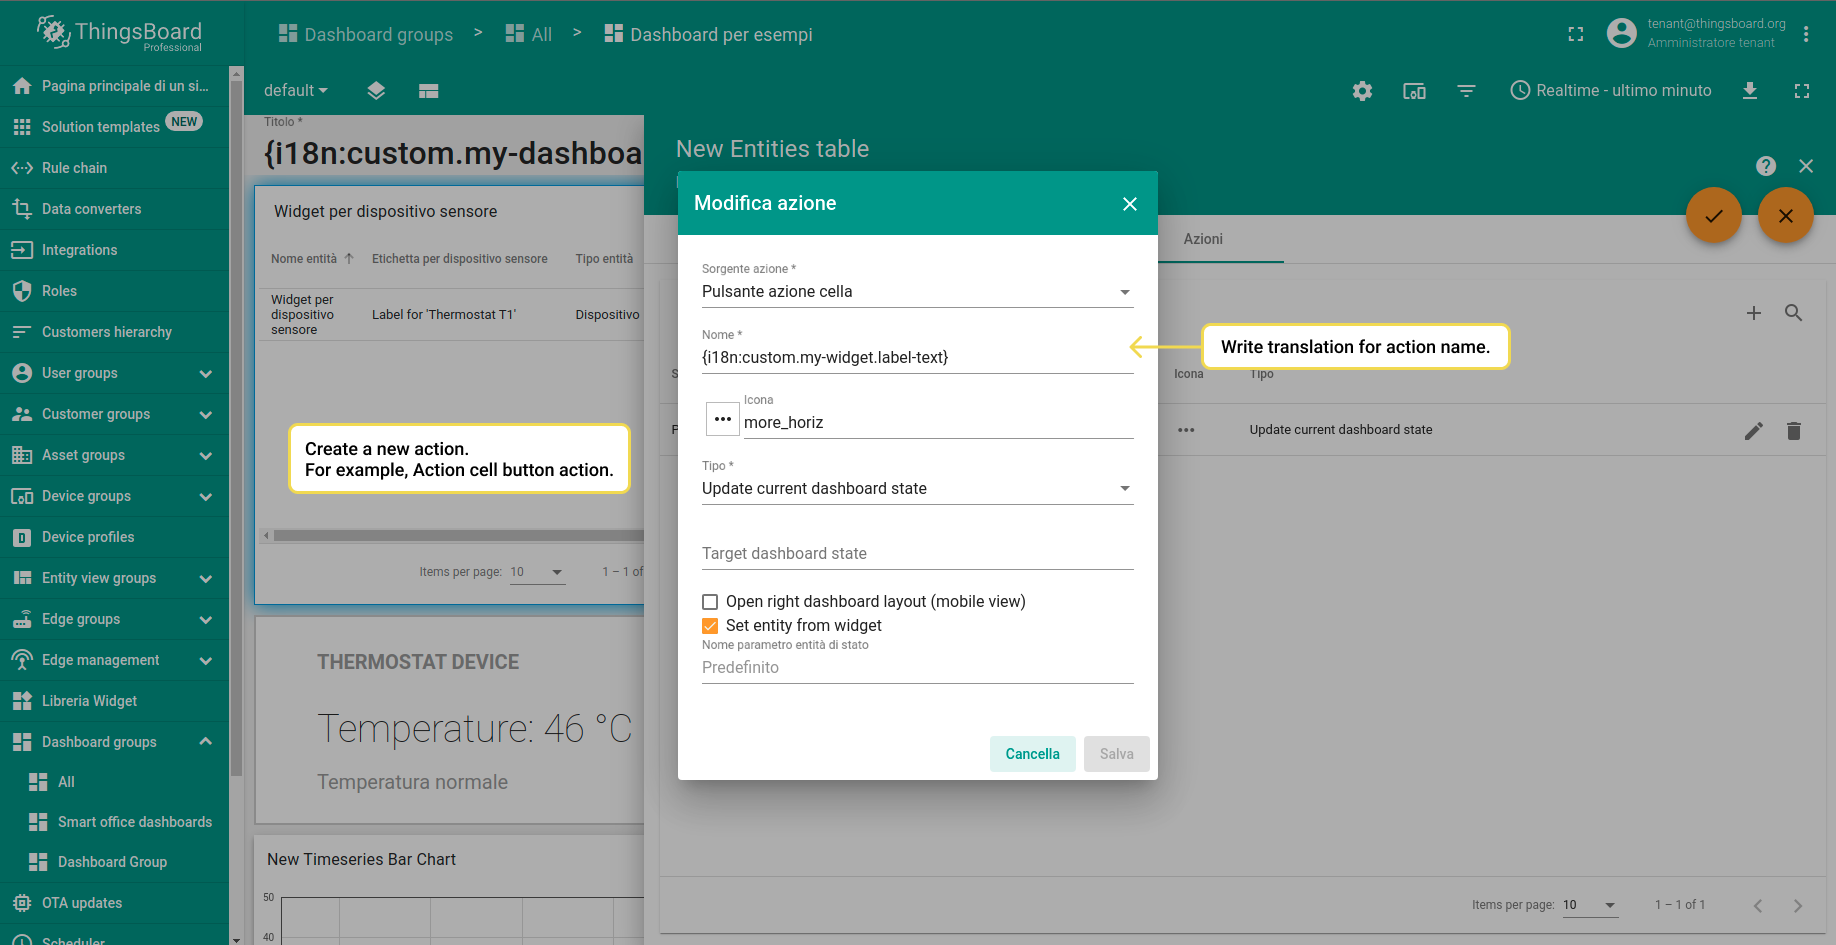 ThingsBoard
Professional
Dashboard groups > All > Dashboard per esempi
tenant@thingsboard.org
Amministratore tenant
Pagina principale di un si...
Solution templates NEW
Rule chain
Data converters
Integrations
Roles
Customers hierarchy
User groups
Customer groups
Asset groups
Device groups
Device profiles
Entity view groups
Edge groups
Edge management
Libreria Widget
Dashboard groups
All
Smart office dashboards
Dashboard Group
OTA updates
Scheduler
default
Realtime - ultimo minuto
Titolo *
{i18n:custom.my-dashboa
Widget per dispositivo sensore
Nome entità Etichetta per dispositivo sensore Tipo entità
Widget per
dispositivo
sensore
Label for 'Thermostat T1'
Dispositivo
Create a new action.
For example, Action cell button action.
Items per page: 10 1 – 1 of
THERMOSTAT DEVICE
Temperature: 46 °C
Temperatura normale
New Timeseries Bar Chart
50
40
New Entities table
Azioni
Icona Tipo
Update current dashboard state
Items per page: 10 1 – 1 of 1
Modifica azione
Sorgente azione *
Pulsante azione cella
Nome *
{i18n:custom.my-widget.label-text}
Write translation for action name.
Icona
more_horiz
Tipo *
Update current dashboard state
Target dashboard state
Open right dashboard layout (mobile view)
Set entity from widget
Nome parametro entità di stato
Predefinito
Cancella Salva